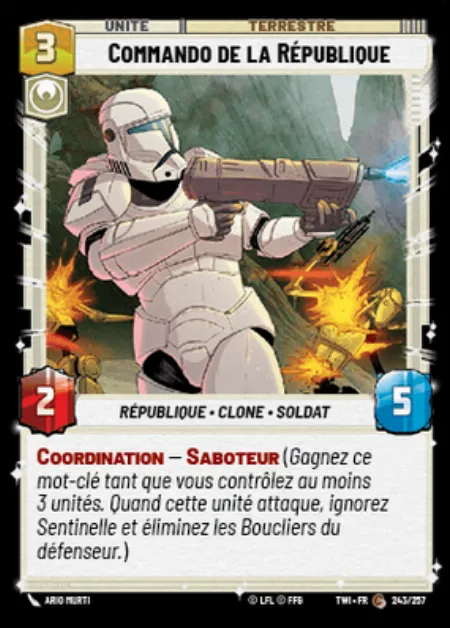 UNITÉ TERRESTRE
3 COMMANDO DE LA RÉPUBLIQUE
2 RÉPUBLIQUE • CLONE • SOLDAT 5
COORDINATION – SABOTEUR (Gagnez ce
mot-clé tant que vous contrôlez au moins
3 unités. Quand cette unité attaque, ignorez
Sentinelle et éliminez les Boucliers du
défenseur.)
ARIO MURTI © LFL © FFG TWI • FR 243/257